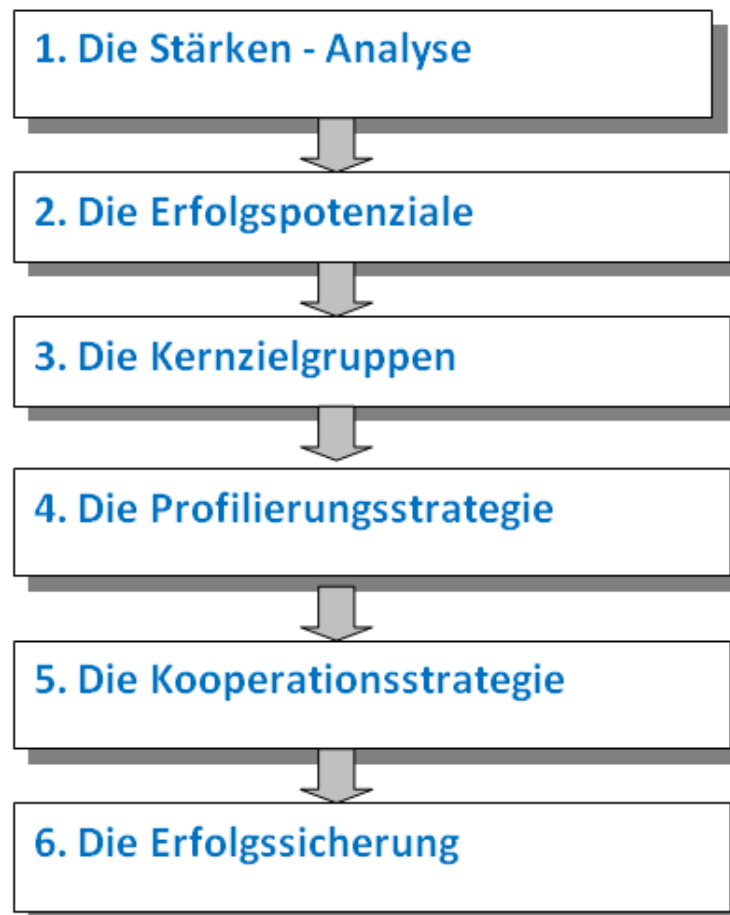 1. Die Stärken - Analyse
2. Die Erfolgspotenziale
3. Die Kernzielgruppen
4. Die Profilierungsstrategie
5. Die Kooperationsstrategie
6. Die Erfolgssicherung